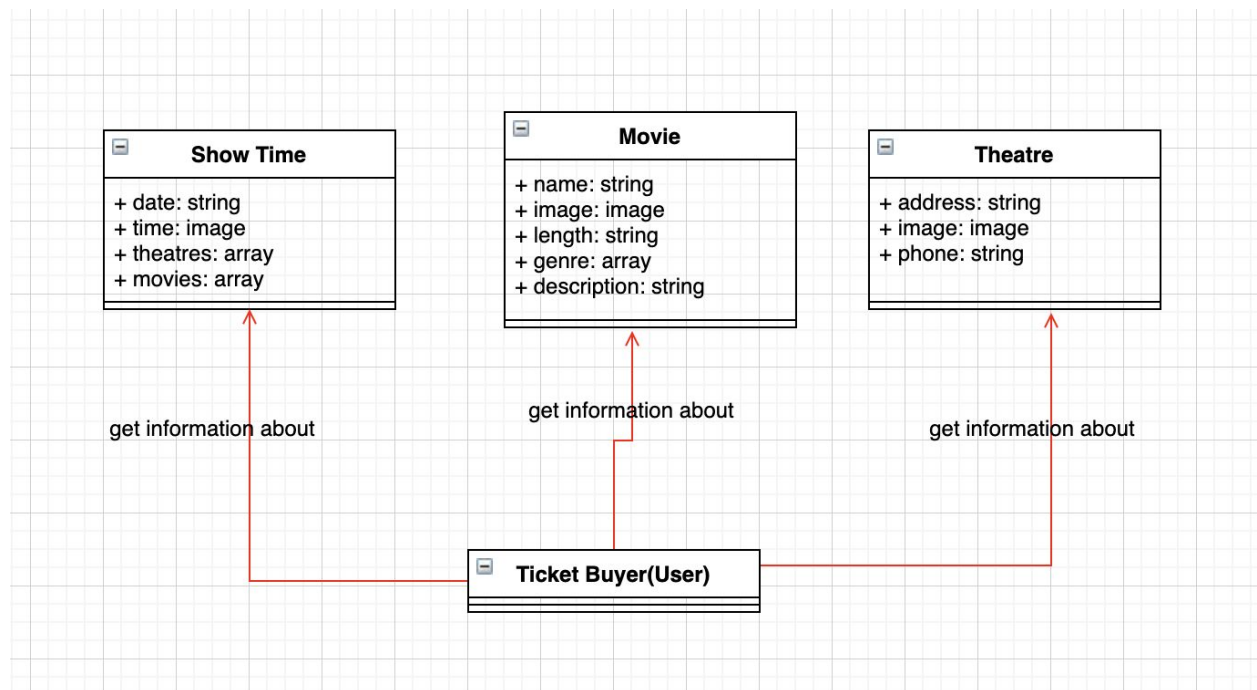 Show Time
+ date: string
+ time: image
+ theatres: array
+ movies: array
Movie
+ name: string
+ image: image
+ length: string
+ genre: array
+ description: string
Theatre
+ address: string
+ image: image
+ phone: string
get information about
get information about
get information about
Ticket Buyer(User)